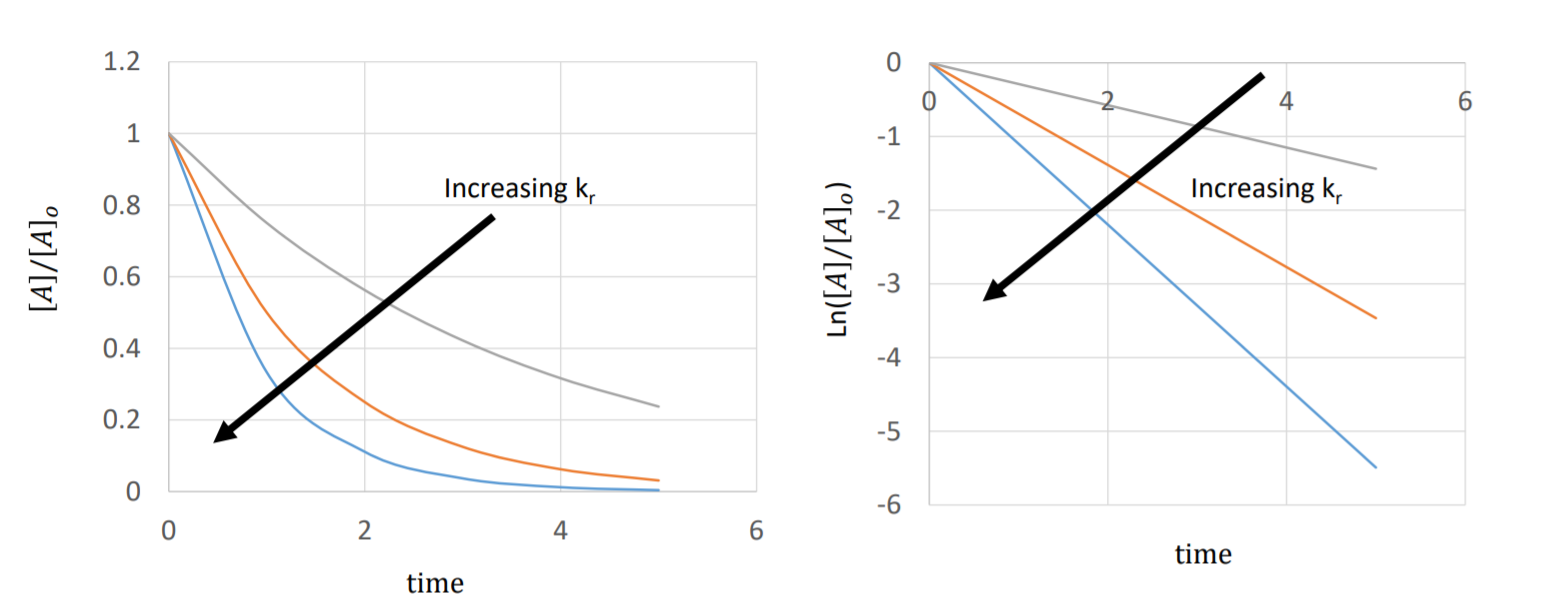 1.2
1
0.8
0.6
0.4
0.2
0
0 2 4 6
[A]/[A]ₒ
time
Increasing kᵣ
0
-1
-2
-3
-4
-5
-6
0 2 4 6
Ln([A]/[A]ₒ)
time
Increasing kᵣ